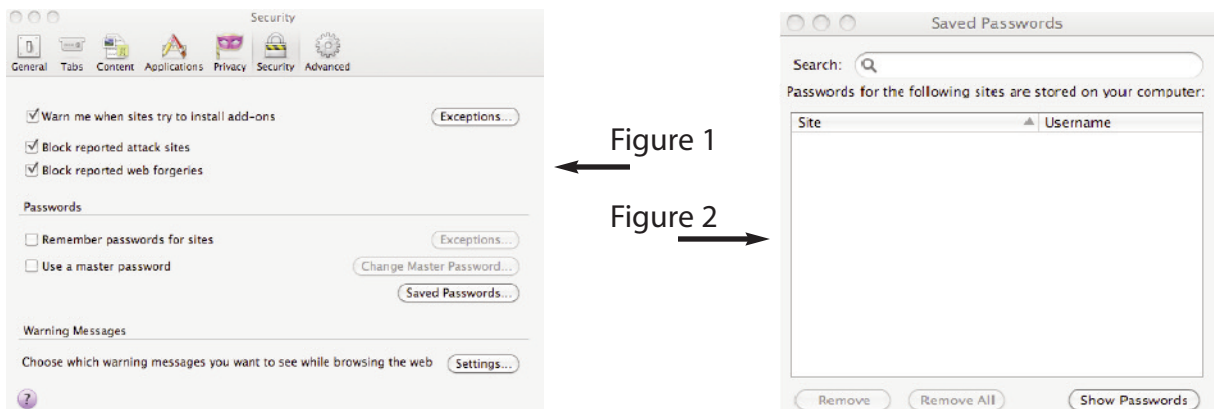 Security
General Tabs Content Applications Privacy Security Advanced
Warn me when sites try to install add-ons Exceptions...
Block reported attack sites
Block reported web forgeries
Passwords
Remember passwords for sites Exceptions...
Use a master password Change Master Password...
Saved Passwords...
Warning Messages
Choose which warning messages you want to see while browsing the web Settings...
?
Figure 1
Figure 2
Saved Passwords
Search:
Passwords for the following sites are stored on your computer:
Site Username
Remove Remove All Show Passwords